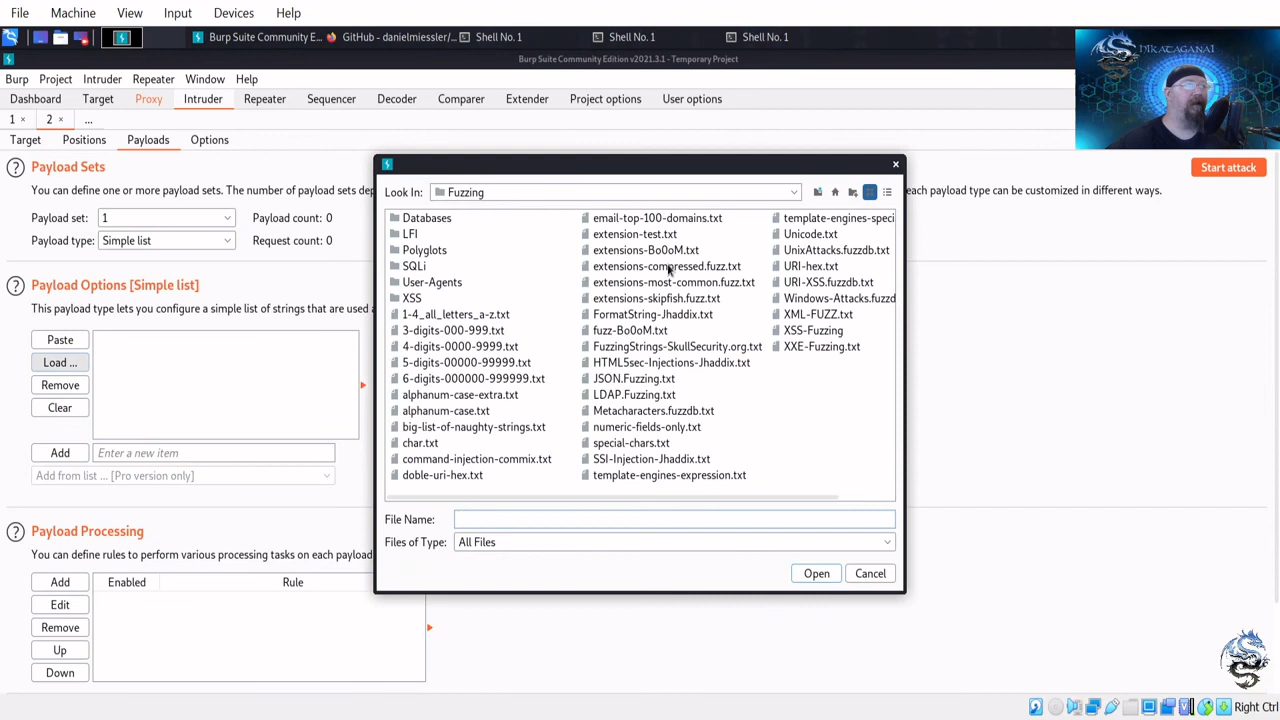 File Machine View Input Devices Help
Burp Suite Community E... GitHub - danielmiessler/... Shell No. 1 Shell No. 1 Shell No. 1
Burp Suite Community Edition v2021.3.1 - Temporary Project
HIKATAGANAI
Burp Project Intruder Repeater Window Help
Dashboard Target Proxy Intruder Repeater Sequencer Decoder Comparer Extender Project options User options
1 × 2 × ...
Target Positions Payloads Options
? Payload Sets
Start attack
You can define one or more payload sets. The number of payload sets dep
each payload type can be customized in different ways.
Payload set: 1 Payload count: 0
Payload type: Simple list Request count: 0
? Payload Options [Simple list]
This payload type lets you configure a simple list of strings that are used a
Paste
Load ...
Remove
Clear
Add Enter a new item
Add from list ... [Pro version only]
? Payload Processing
You can define rules to perform various processing tasks on each payload
Add Enabled Rule
Edit
Remove
Up
Down
Look In: Fuzzing
Databases
LFI
Polyglots
SQLi
User-Agents
XSS
1-4_all_letters_a-z.txt
3-digits-000-999.txt
4-digits-0000-9999.txt
5-digits-00000-99999.txt
6-digits-000000-999999.txt
alphanum-case-extra.txt
alphanum-case.txt
big-list-of-naughty-strings.txt
char.txt
command-injection-commix.txt
doble-uri-hex.txt
email-top-100-domains.txt
extension-test.txt
extensions-Bo0oM.txt
extensions-compressed.fuzz.txt
extensions-most-common.fuzz.txt
extensions-skipfish.fuzz.txt
FormatString-Jhaddix.txt
fuzz-Bo0oM.txt
FuzzingStrings-SkullSecurity.org.txt
HTML5sec-Injections-Jhaddix.txt
JSON.Fuzzing.txt
LDAP.Fuzzing.txt
Metacharacters.fuzzdb.txt
numeric-fields-only.txt
special-chars.txt
SSI-Injection-Jhaddix.txt
template-engines-expression.txt
template-engines-speci
Unicode.txt
UnixAttacks.fuzzdb.txt
URI-hex.txt
URI-XSS.fuzzdb.txt
Windows-Attacks.fuzzd
XML-FUZZ.txt
XSS-Fuzzing
XXE-Fuzzing.txt
File Name:
Files of Type: All Files
Open Cancel
Right Ctrl